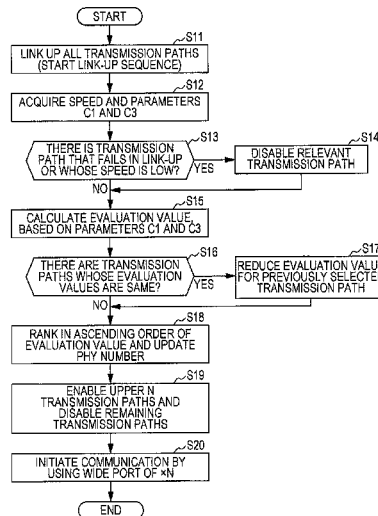 START
S11
LINK UP ALL TRANSMISSION PATHS
(START LINK-UP SEQUENCE)
S12
ACQUIRE SPEED AND PARAMETERS
C1 AND C3
S13
THERE IS TRANSMISSION
PATH THAT FAILS IN LINK-UP
OR WHOSE SPEED IS LOW?
YES
S14
DISABLE RELEVANT
TRANSMISSION PATH
NO
S15
CALCULATE EVALUATION VALUE,
BASED ON PARAMETERS C1 AND C3
S16
THERE ARE TRANSMISSION
PATHS WHOSE EVALUATION
VALUES ARE SAME?
YES
S17
REDUCE EVALUATION VALUE
FOR PREVIOUSLY SELECTED
TRANSMISSION PATH
NO
S18
RANK IN ASCENDING ORDER OF
EVALUATION VALUE AND UPDATE
PHY NUMBER
S19
ENABLE UPPER N
TRANSMISSION PATHS AND
DISABLE REMAINING
TRANSMISSION PATHS
S20
INITIATE COMMUNICATION BY
USING WIDE PORT OF ×N
END